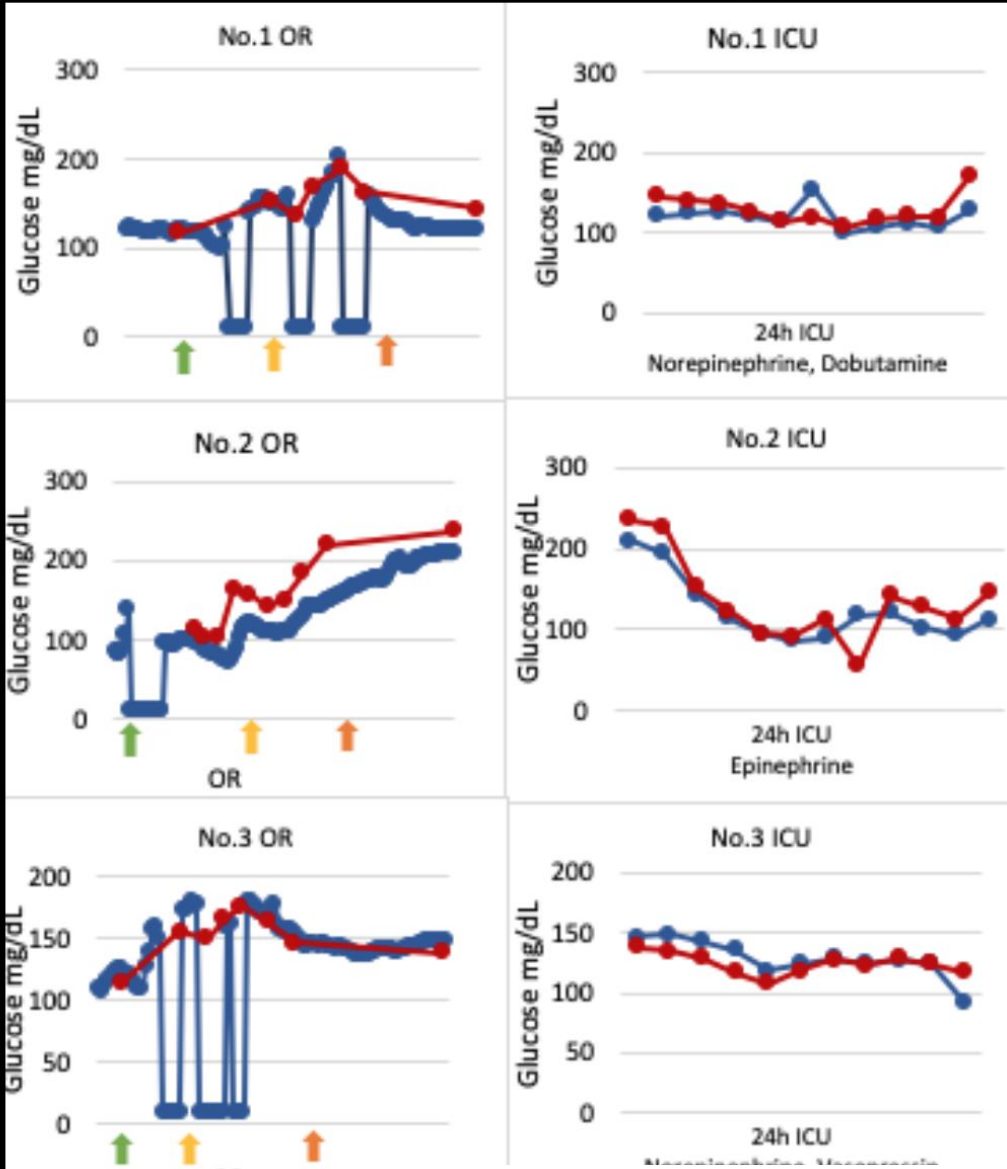 No.1 OR
Glucose mg/dL
300
200
100
0
No.1 ICU
Glucose mg/dL
300
200
100
0
24h ICU
Norepinephrine, Dobutamine
No.2 OR
Glucose mg/dL
300
200
100
0
OR
No.2 ICU
Glucose mg/dL
300
200
100
0
24h ICU
Epinephrine
No.3 OR
Glucose mg/dL
200
150
100
50
0
No.3 ICU
Glucose mg/dL
200
150
100
50
0
24h ICU
Norepinephrine, Vasopressin